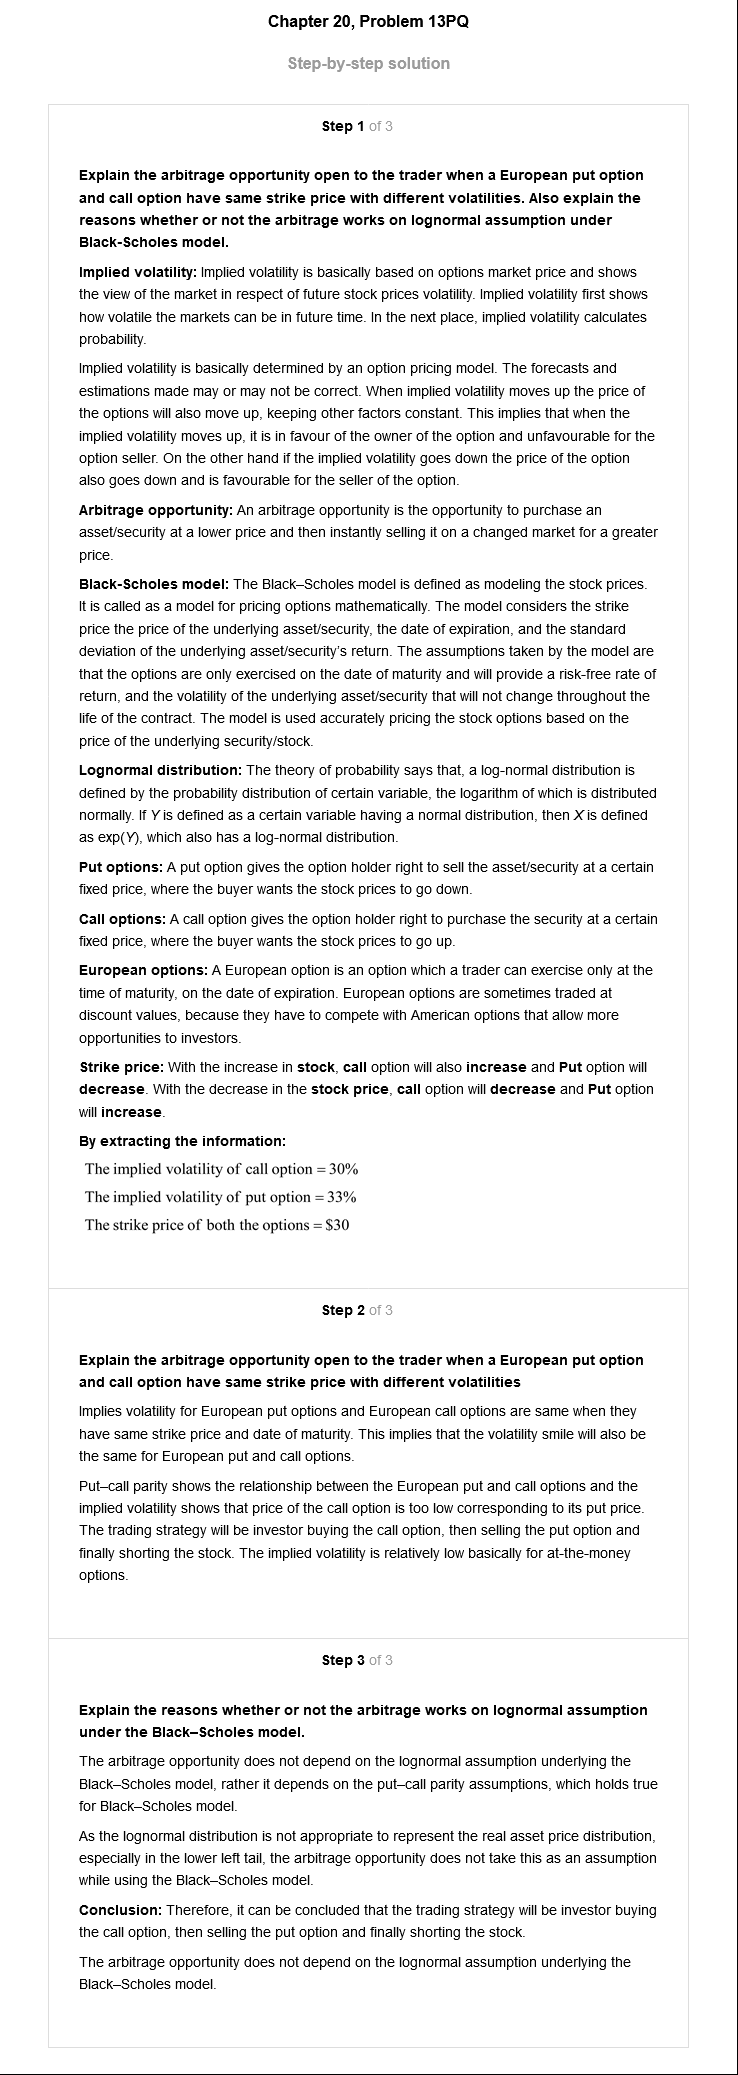 Chapter 20, Problem 13PQ
Step-by-step solution
Step 1 of 3
Explain the arbitrage opportunity open to the trader when a European put option
and call option have same strike price with different volatilities. Also explain the
reasons whether or not the arbitrage works on lognormal assumption under
Black-Scholes model.
Implied volatility: Implied volatility is basically based on options market price and shows
the view of the market in respect of future stock prices volatility. Implied volatility first shows
how volatile the markets can be in future time. In the next place, implied volatility calculates
probability.
Implied volatility is basically determined by an option pricing model. The forecasts and
estimations made may or may not be correct. When implied volatility moves up the price of
the options will also move up, keeping other factors constant. This implies that when the
implied volatility moves up, it is in favour of the owner of the option and unfavourable for the
option seller. On the other hand if the implied volatility goes down the price of the option
also goes down and is favourable for the seller of the option.
Arbitrage opportunity: An arbitrage opportunity is the opportunity to purchase an
asset/security at a lower price and then instantly selling it on a changed market for a greater
price.
Black-Scholes model: The Black–Scholes model is defined as modeling the stock prices.
It is called as a model for pricing options mathematically. The model considers the strike
price the price of the underlying asset/security, the date of expiration, and the standard
deviation of the underlying asset/security's return. The assumptions taken by the model are
that the options are only exercised on the date of maturity and will provide a risk-free rate of
return, and the volatility of the underlying asset/security that will not change throughout the
life of the contract. The model is used accurately pricing the stock options based on the
price of the underlying security/stock.
Lognormal distribution: The theory of probability says that, a log-normal distribution is
defined by the probability distribution of certain variable, the logarithm of which is distributed
normally. If Y is defined as a certain variable having a normal distribution, then X is defined
as exp(Y), which also has a log-normal distribution.
Put options: A put option gives the option holder right to sell the asset/security at a certain
fixed price, where the buyer wants the stock prices to go down.
Call options: A call option gives the option holder right to purchase the security at a certain
fixed price, where the buyer wants the stock prices to go up.
European options: A European option is an option which a trader can exercise only at the
time of maturity, on the date of expiration. European options are sometimes traded at
discount values, because they have to compete with American options that allow more
opportunities to investors.
Strike price: With the increase in stock, call option will also increase and Put option will
decrease. With the decrease in the stock price, call option will decrease and Put option
will increase.
By extracting the information:
The implied volatility of call option = 30%
The implied volatility of put option = 33%
The strike price of both the options = $30
Step 2 of 3
Explain the arbitrage opportunity open to the trader when a European put option
and call option have same strike price with different volatilities
Implies volatility for European put options and European call options are same when they
have same strike price and date of maturity. This implies that the volatility smile will also be
the same for European put and call options.
Put–call parity shows the relationship between the European put and call options and the
implied volatility shows that price of the call option is too low corresponding to its put price.
The trading strategy will be investor buying the call option, then selling the put option and
finally shorting the stock. The implied volatility is relatively low basically for at-the-money
options.
Step 3 of 3
Explain the reasons whether or not the arbitrage works on lognormal assumption
under the Black–Scholes model.
The arbitrage opportunity does not depend on the lognormal assumption underlying the
Black–Scholes model, rather it depends on the put–call parity assumptions, which holds true
for Black–Scholes model.
As the lognormal distribution is not appropriate to represent the real asset price distribution,
especially in the lower left tail, the arbitrage opportunity does not take this as an assumption
while using the Black–Scholes model.
Conclusion: Therefore, it can be concluded that the trading strategy will be investor buying
the call option, then selling the put option and finally shorting the stock.
The arbitrage opportunity does not depend on the lognormal assumption underlying the
Black–Scholes model.